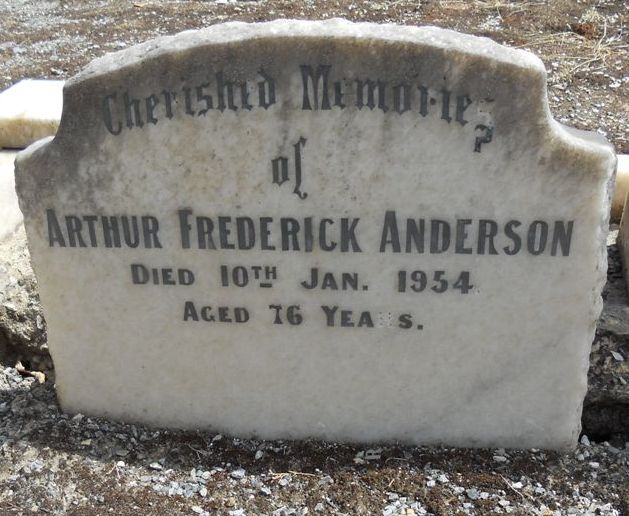 Cherished Memories
of
ARTHUR FREDERICK ANDERSON
DIED 10TH JAN. 1954
AGED 76 YEARS.